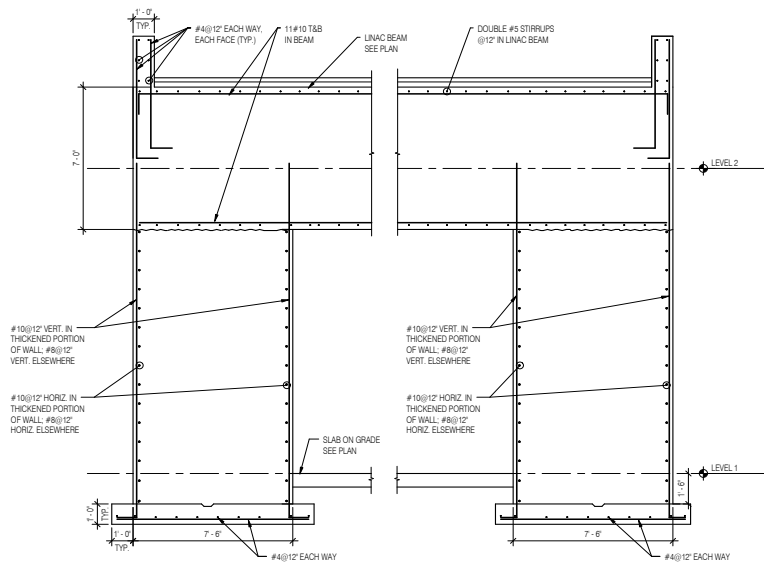 1' - 0"
TYP.
#4@12" EACH WAY,
EACH FACE (TYP.)
11#10 T&B
IN BEAM
LINAC BEAM
SEE PLAN
DOUBLE #5 STIRRUPS
@12" IN LINAC BEAM
7' - 0"
LEVEL 2
#10@12" VERT. IN
THICKENED PORTION
OF WALL; #8@12"
VERT. ELSEWHERE
#10@12" HORIZ. IN
THICKENED PORTION
OF WALL; #8@12"
HORIZ. ELSEWHERE
#10@12" VERT. IN
THICKENED PORTION
OF WALL; #8@12"
VERT. ELSEWHERE
#10@12" HORIZ. IN
THICKENED PORTION
OF WALL; #8@12"
HORIZ. ELSEWHERE
SLAB ON GRADE
SEE PLAN
LEVEL 1
1' - 6"
1' - 0"
TYP.
1' - 0"
TYP.
7' - 6"
#4@12" EACH WAY
7' - 6"
#4@12" EACH WAY